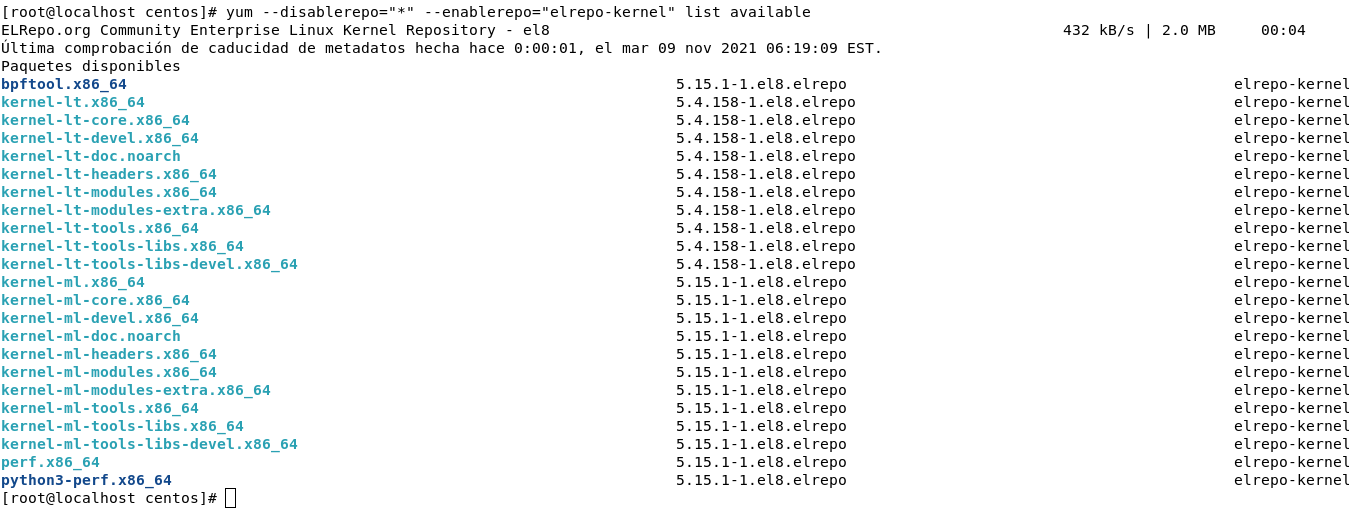 [root@localhost centos]# yum --disablerepo="*" --enablerepo="elrepo-kernel" list available
ELRepo.org Community Enterprise Linux Kernel Repository - el8 432 kB/s | 2.0 MB 00:04
Última comprobación de caducidad de metadatos hecha hace 0:00:01, el mar 09 nov 2021 06:19:09 EST.
Paquetes disponibles
bpftool.x86_64 5.15.1-1.el8.elrepo elrepo-kernel
kernel-lt.x86_64 5.4.158-1.el8.elrepo elrepo-kernel
kernel-lt-core.x86_64 5.4.158-1.el8.elrepo elrepo-kernel
kernel-lt-devel.x86_64 5.4.158-1.el8.elrepo elrepo-kernel
kernel-lt-doc.noarch 5.4.158-1.el8.elrepo elrepo-kernel
kernel-lt-headers.x86_64 5.4.158-1.el8.elrepo elrepo-kernel
kernel-lt-modules.x86_64 5.4.158-1.el8.elrepo elrepo-kernel
kernel-lt-modules-extra.x86_64 5.4.158-1.el8.elrepo elrepo-kernel
kernel-lt-tools.x86_64 5.4.158-1.el8.elrepo elrepo-kernel
kernel-lt-tools-libs.x86_64 5.4.158-1.el8.elrepo elrepo-kernel
kernel-lt-tools-libs-devel.x86_64 5.4.158-1.el8.elrepo elrepo-kernel
kernel-ml.x86_64 5.15.1-1.el8.elrepo elrepo-kernel
kernel-ml-core.x86_64 5.15.1-1.el8.elrepo elrepo-kernel
kernel-ml-devel.x86_64 5.15.1-1.el8.elrepo elrepo-kernel
kernel-ml-doc.noarch 5.15.1-1.el8.elrepo elrepo-kernel
kernel-ml-headers.x86_64 5.15.1-1.el8.elrepo elrepo-kernel
kernel-ml-modules.x86_64 5.15.1-1.el8.elrepo elrepo-kernel
kernel-ml-modules-extra.x86_64 5.15.1-1.el8.elrepo elrepo-kernel
kernel-ml-tools.x86_64 5.15.1-1.el8.elrepo elrepo-kernel
kernel-ml-tools-libs.x86_64 5.15.1-1.el8.elrepo elrepo-kernel
kernel-ml-tools-libs-devel.x86_64 5.15.1-1.el8.elrepo elrepo-kernel
perf.x86_64 5.15.1-1.el8.elrepo elrepo-kernel
python3-perf.x86_64 5.15.1-1.el8.elrepo elrepo-kernel
[root@localhost centos]#